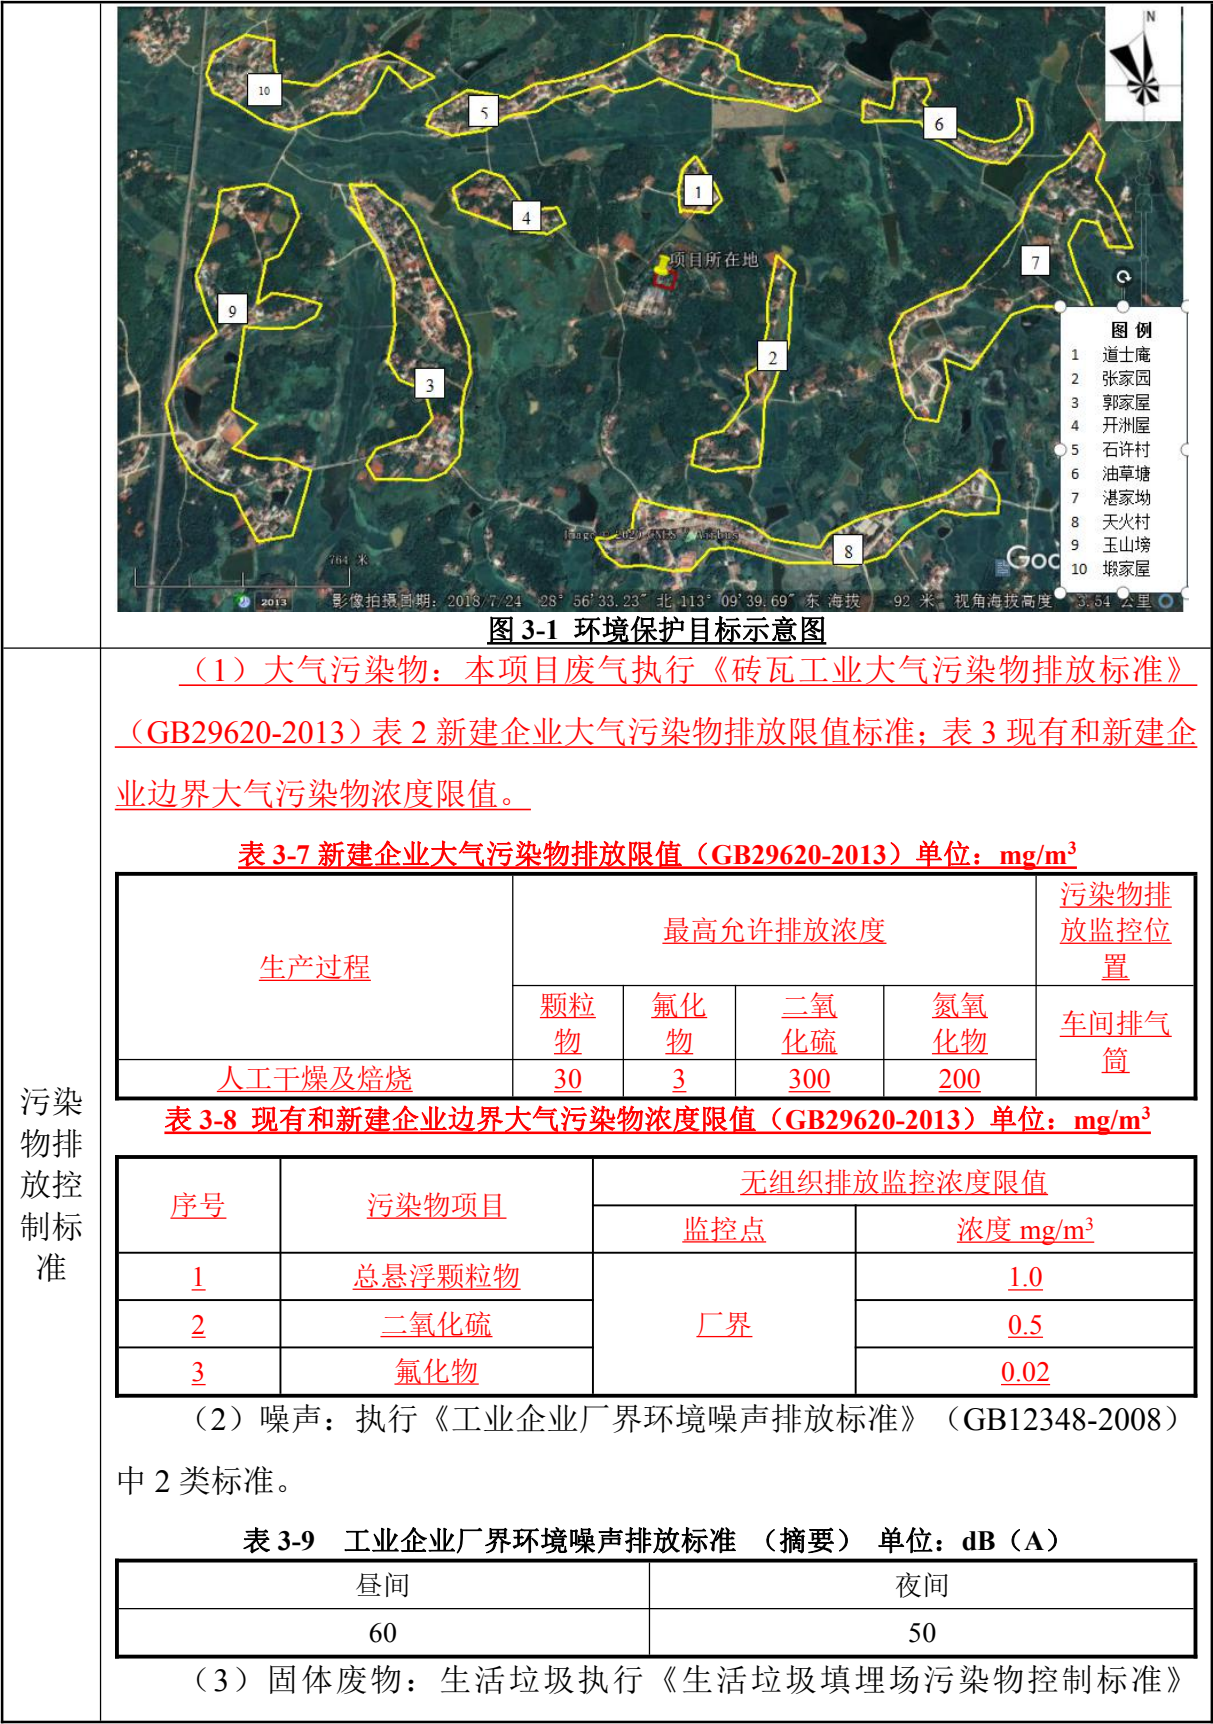 N
10
5
6
1
4
项目所在地
7
9
2
3
8
图 例
1 道士庵
2 张家园
3 郭家屋
4 开洲屋
5 石许村
6 油草塘
7 湛家坳
8 天火村
9 玉山塝
10 塅家屋
Image © 2020 CNES / Airbus
764 米
Goo
2013
影像拍摄日期: 2018/7/24 28° 56'33.23" 北 113° 09'39.69" 东 海拔 92 米 视角海拔高度 3.54 公里
图 3-1 环境保护目标示意图
污染物排放控制标准
（1）大气污染物：本项目废气执行《砖瓦工业大气污染物排放标准》
（GB29620-2013）表 2 新建企业大气污染物排放限值标准；表 3 现有和新建企
业边界大气污染物浓度限值。
表 3-7 新建企业大气污染物排放限值（GB29620-2013）单位：mg/m³
生产过程 最高允许排放浓度 污染物排放监控位置
颗粒物 氟化物 二氧化硫 氮氧化物 车间排气筒
人工干燥及焙烧 30 3 300 200
表 3-8 现有和新建企业边界大气污染物浓度限值（GB29620-2013）单位：mg/m³
序号 污染物项目 无组织排放监控浓度限值
监控点 浓度 mg/m³
1 总悬浮颗粒物 厂界 1.0
2 二氧化硫 0.5
3 氟化物 0.02
（2）噪声：执行《工业企业厂界环境噪声排放标准》（GB12348-2008）
中 2 类标准。
表 3-9 工业企业厂界环境噪声排放标准 （摘要） 单位：dB（A）
昼间 夜间
60 50
（3）固体废物：生活垃圾执行《生活垃圾填埋场污染物控制标准》